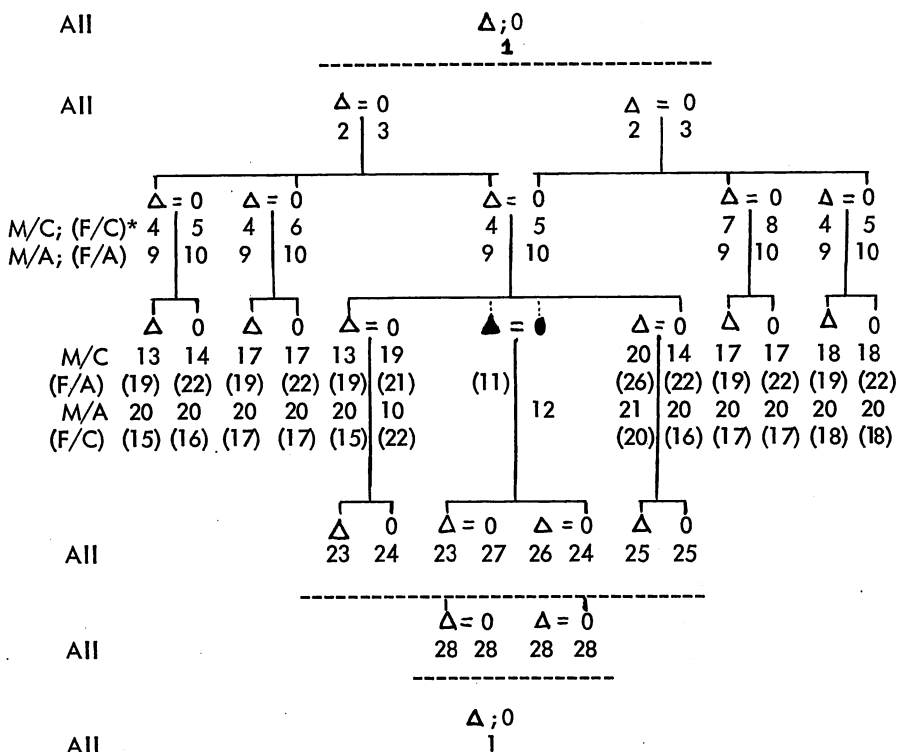 All Δ ; 0
1
All Δ = 0 Δ = 0
2 3 2 3
Δ = 0 Δ = 0 Δ = 0 Δ = 0 Δ = 0
M/C; (F/C)* 4 5 4 6 4 5 7 8 4 5
M/A; (F/A) 9 10 9 10 9 10 9 10 9 10
Δ 0 Δ 0 Δ = 0 ▲ = ● Δ = 0 Δ 0 Δ 0
M/C 13 14 17 17 13 19 20 14 17 17 18 18
(F/A) (19) (22) (19) (22) (19) (21) (11) (26) (22) (19) (22) (19) (22)
M/A 20 20 20 20 20 10 12 21 20 20 20 20 20
(F/C) (15) (16) (17) (17) (15) (22) (20) (16) (17) (17) (18) (18)
Δ 0 Δ = 0 Δ = 0 Δ 0
All 23 24 23 27 26 24 25 25
Δ = 0 Δ = 0
All 28 28 28 28
Δ ; 0
All 1